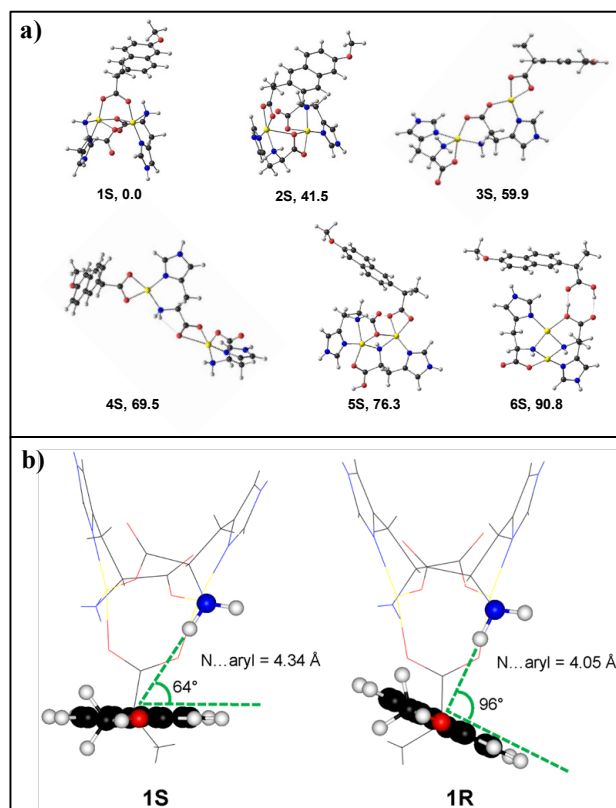 a)
1S, 0.0
2S, 41.5
3S, 59.9
4S, 69.5
5S, 76.3
6S, 90.8
b)
N...aryl = 4.34 Å
64°
1S
N...aryl = 4.05 Å
96°
1R